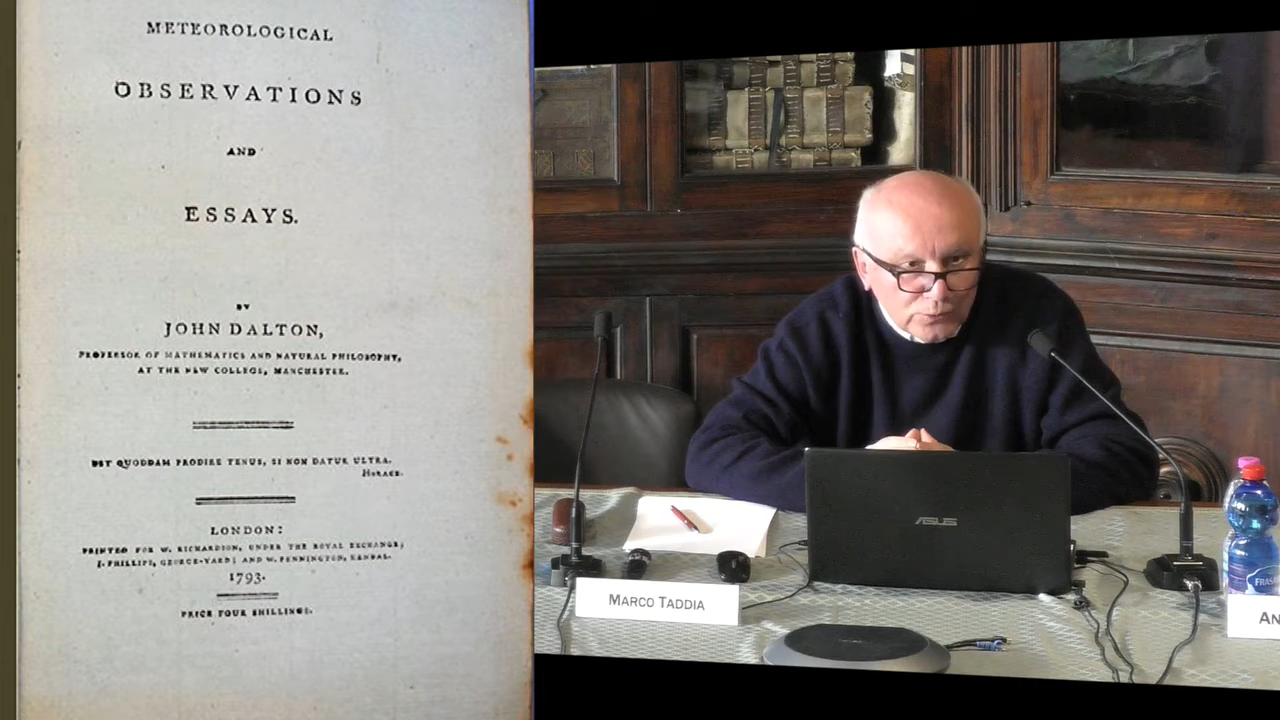 METEOROLOGICAL
OBSERVATIONS
AND
ESSAYS.
BY
JOHN DALTON,
PROFESSOR OF MATHEMATICS AND NATURAL PHILOSOPHY,
AT THE NEW COLLEGE, MANCHESTER.
EST QUODDAM PRODIRE TENUS, SI NON DATUR ULTRA.
HORACE.
LONDON:
PRINTED FOR W. RICHARDSON, UNDER THE ROYAL EXCHANGE;
J. PHILLIPS, GEORGE-YARD; AND W. PENNINGTON, KENDAL.
1793.
PRICE FOUR SHILLINGS.
ASUS
MARCO TADDIA
FRAS
AN